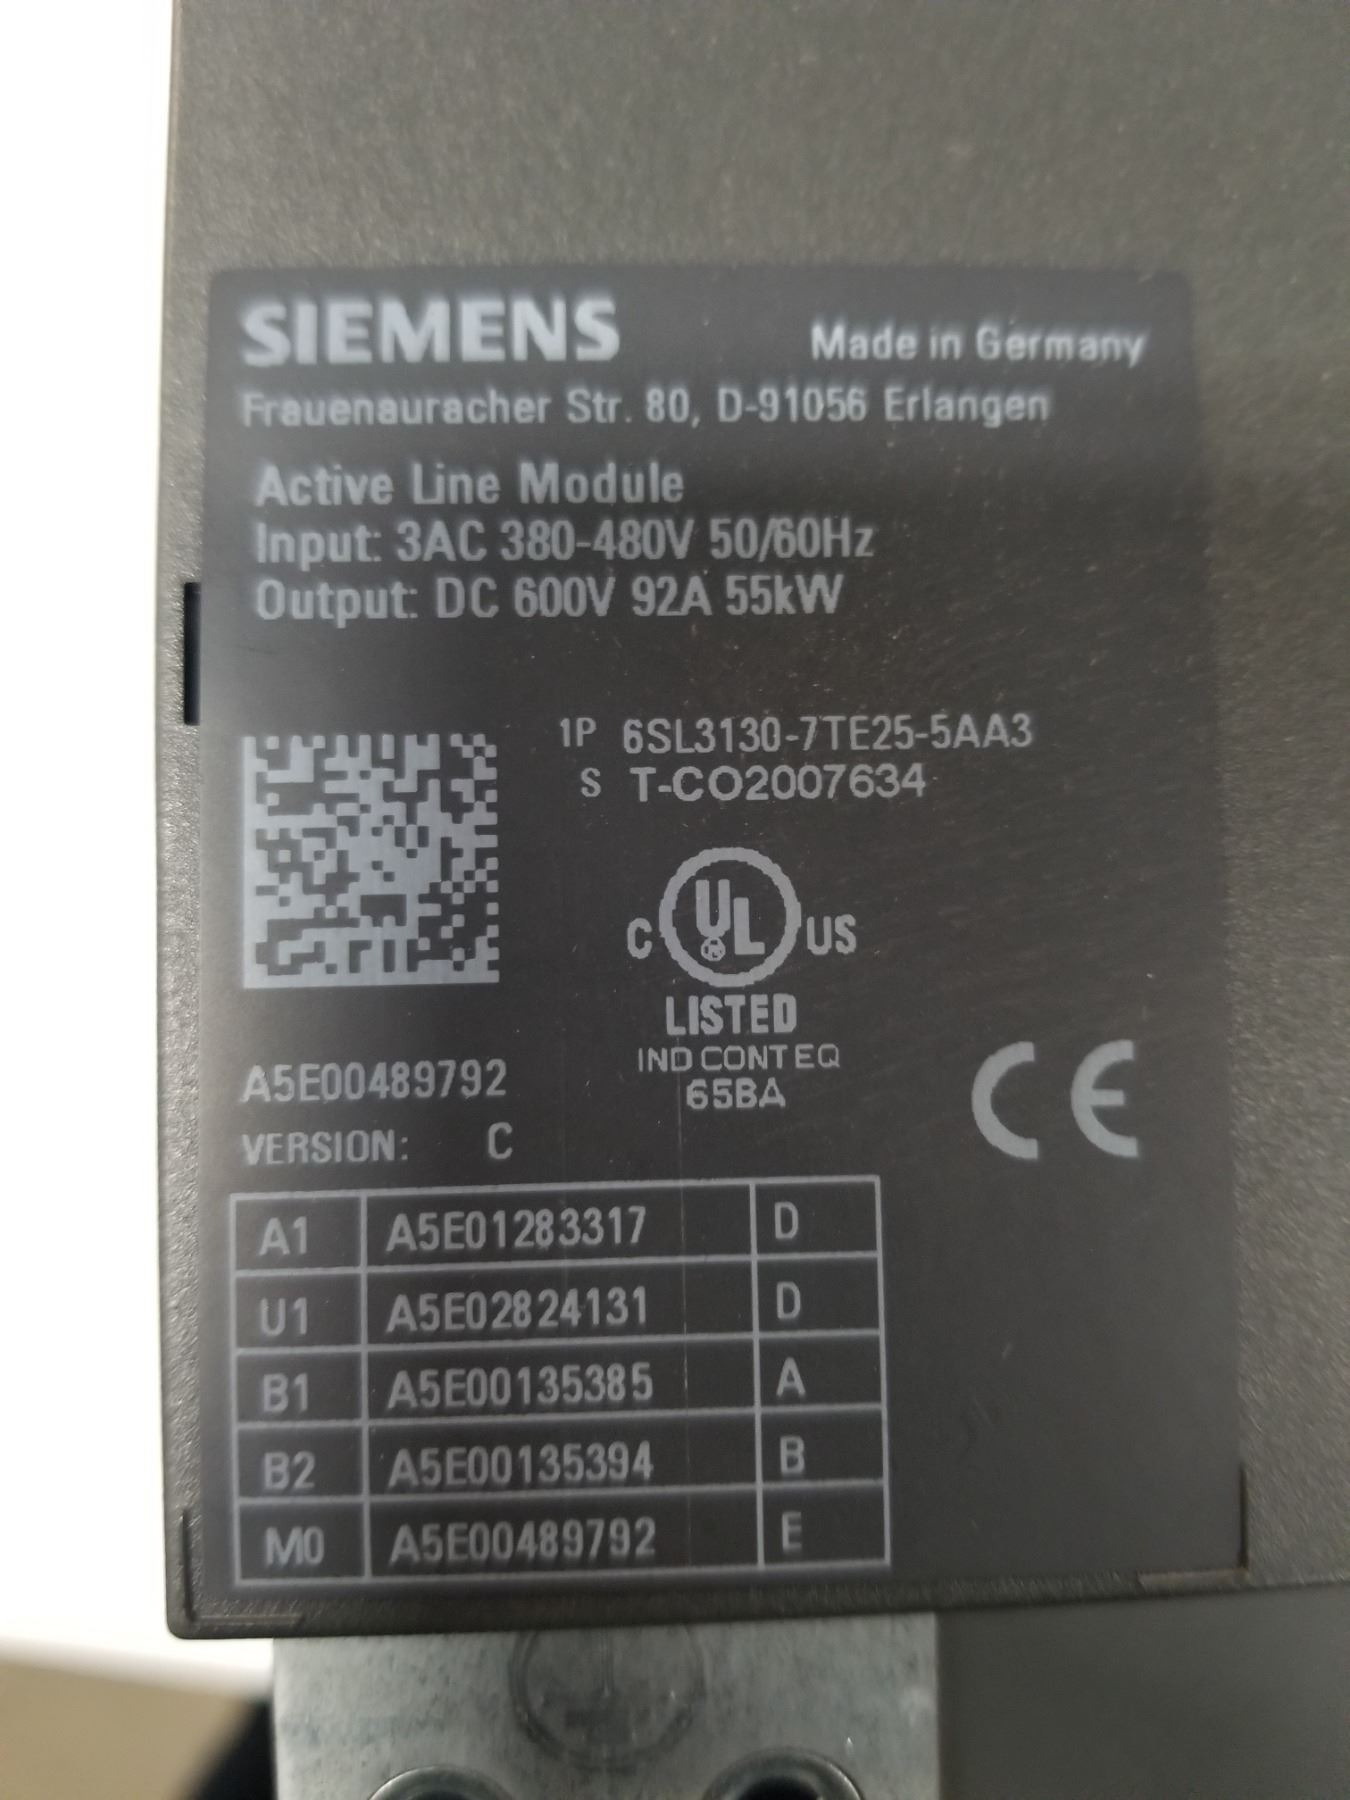 SIEMENS Made in Germany
Frauenauracher Str. 80, D-91056 Erlangen
Active Line Module
Input: 3AC 380-480V 50/60Hz
Output: DC 600V 92A 55kW
1P 6SL3130-7TE25-5AA3
S T-CO2007634
C UL US
LISTED
IND CONT EQ
65BA
CE
A5E00489792
VERSION: C
A1 A5E01283317 D
U1 A5E02824131 D
B1 A5E00135385 A
B2 A5E00135394 B
M0 A5E00489792 E